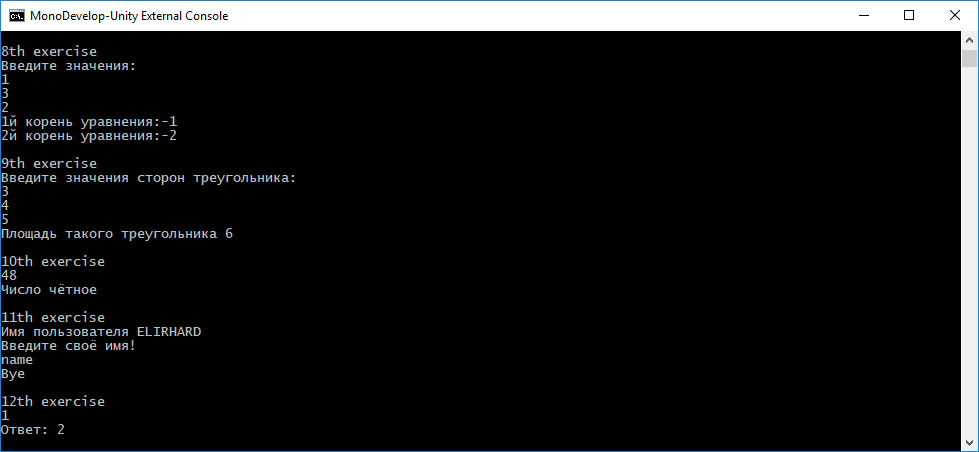 MonoDevelop-Unity External Console
8th exercise
Введите значения:
1
3
2
1й корень уравнения:-1
2й корень уравнения:-2
9th exercise
Введите значения сторон треугольника:
3
4
5
Площадь такого треугольника 6
10th exercise
48
Число чётное
11th exercise
Имя пользователя ELIRHARD
Введите своё имя!
name
Bye
12th exercise
1
Ответ: 2